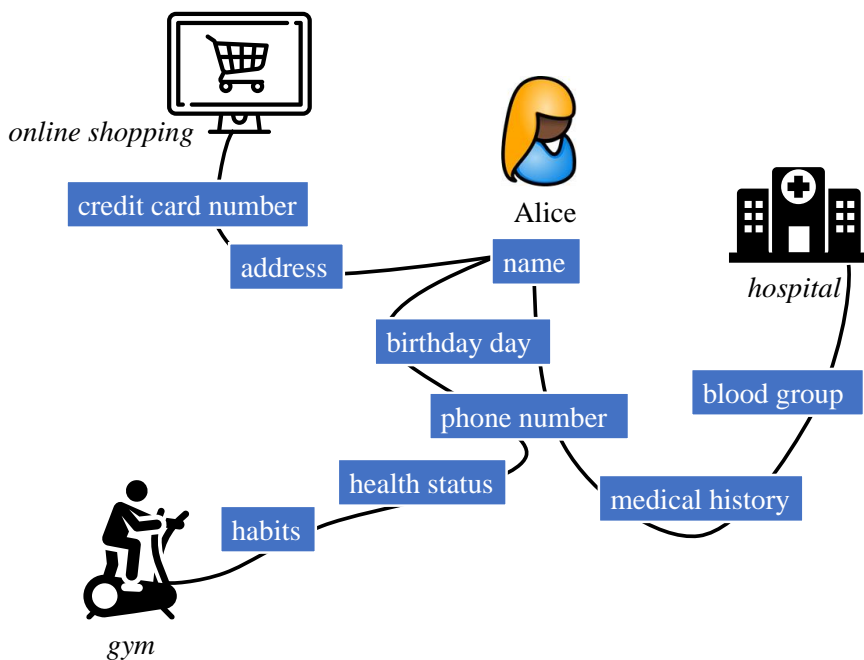 online shopping
credit card number
Alice
address
name
hospital
birthday day
blood group
phone number
health status
medical history
habits
gym